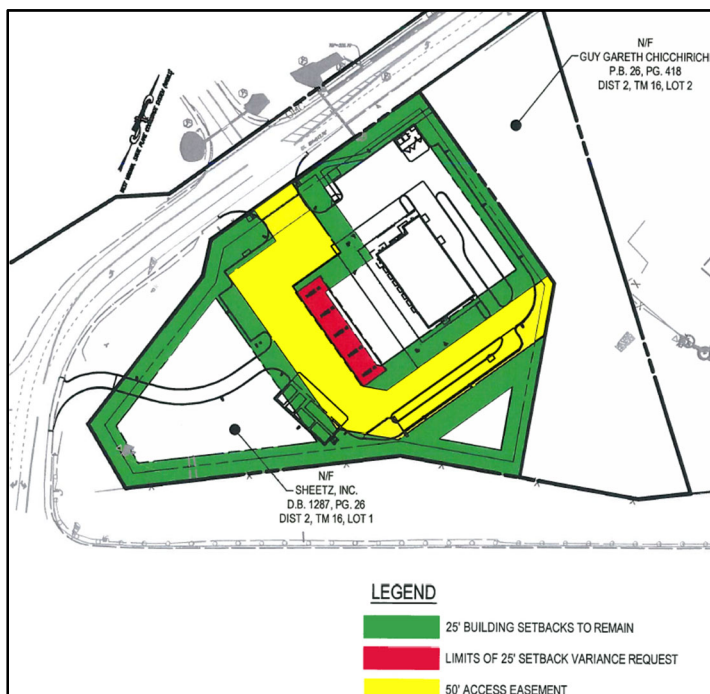 N/F
GUY GARETH CHICCHIRICHI
P.B. 26, PG. 418
DIST 2, TM 16, LOT 2
N/F
SHEETZ, INC.
D.B. 1287, PG. 26
DIST 2, TM 16, LOT 1
LEGEND
25' BUILDING SETBACKS TO REMAIN
LIMITS OF 25' SETBACK VARIANCE REQUEST
50' ACCESS EASEMENT